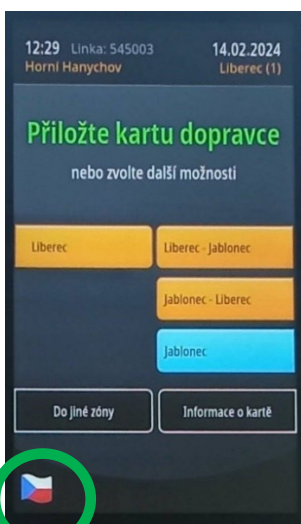 12:29 Linka: 545003 14.02.2024
Horní Hanychov Liberec (1)
Přiložte kartu dopravce
nebo zvolte další možnosti
Liberec Liberec - Jablonec
Jablonec - Liberec
Jablonec
Do jiné zóny Informace o kartě